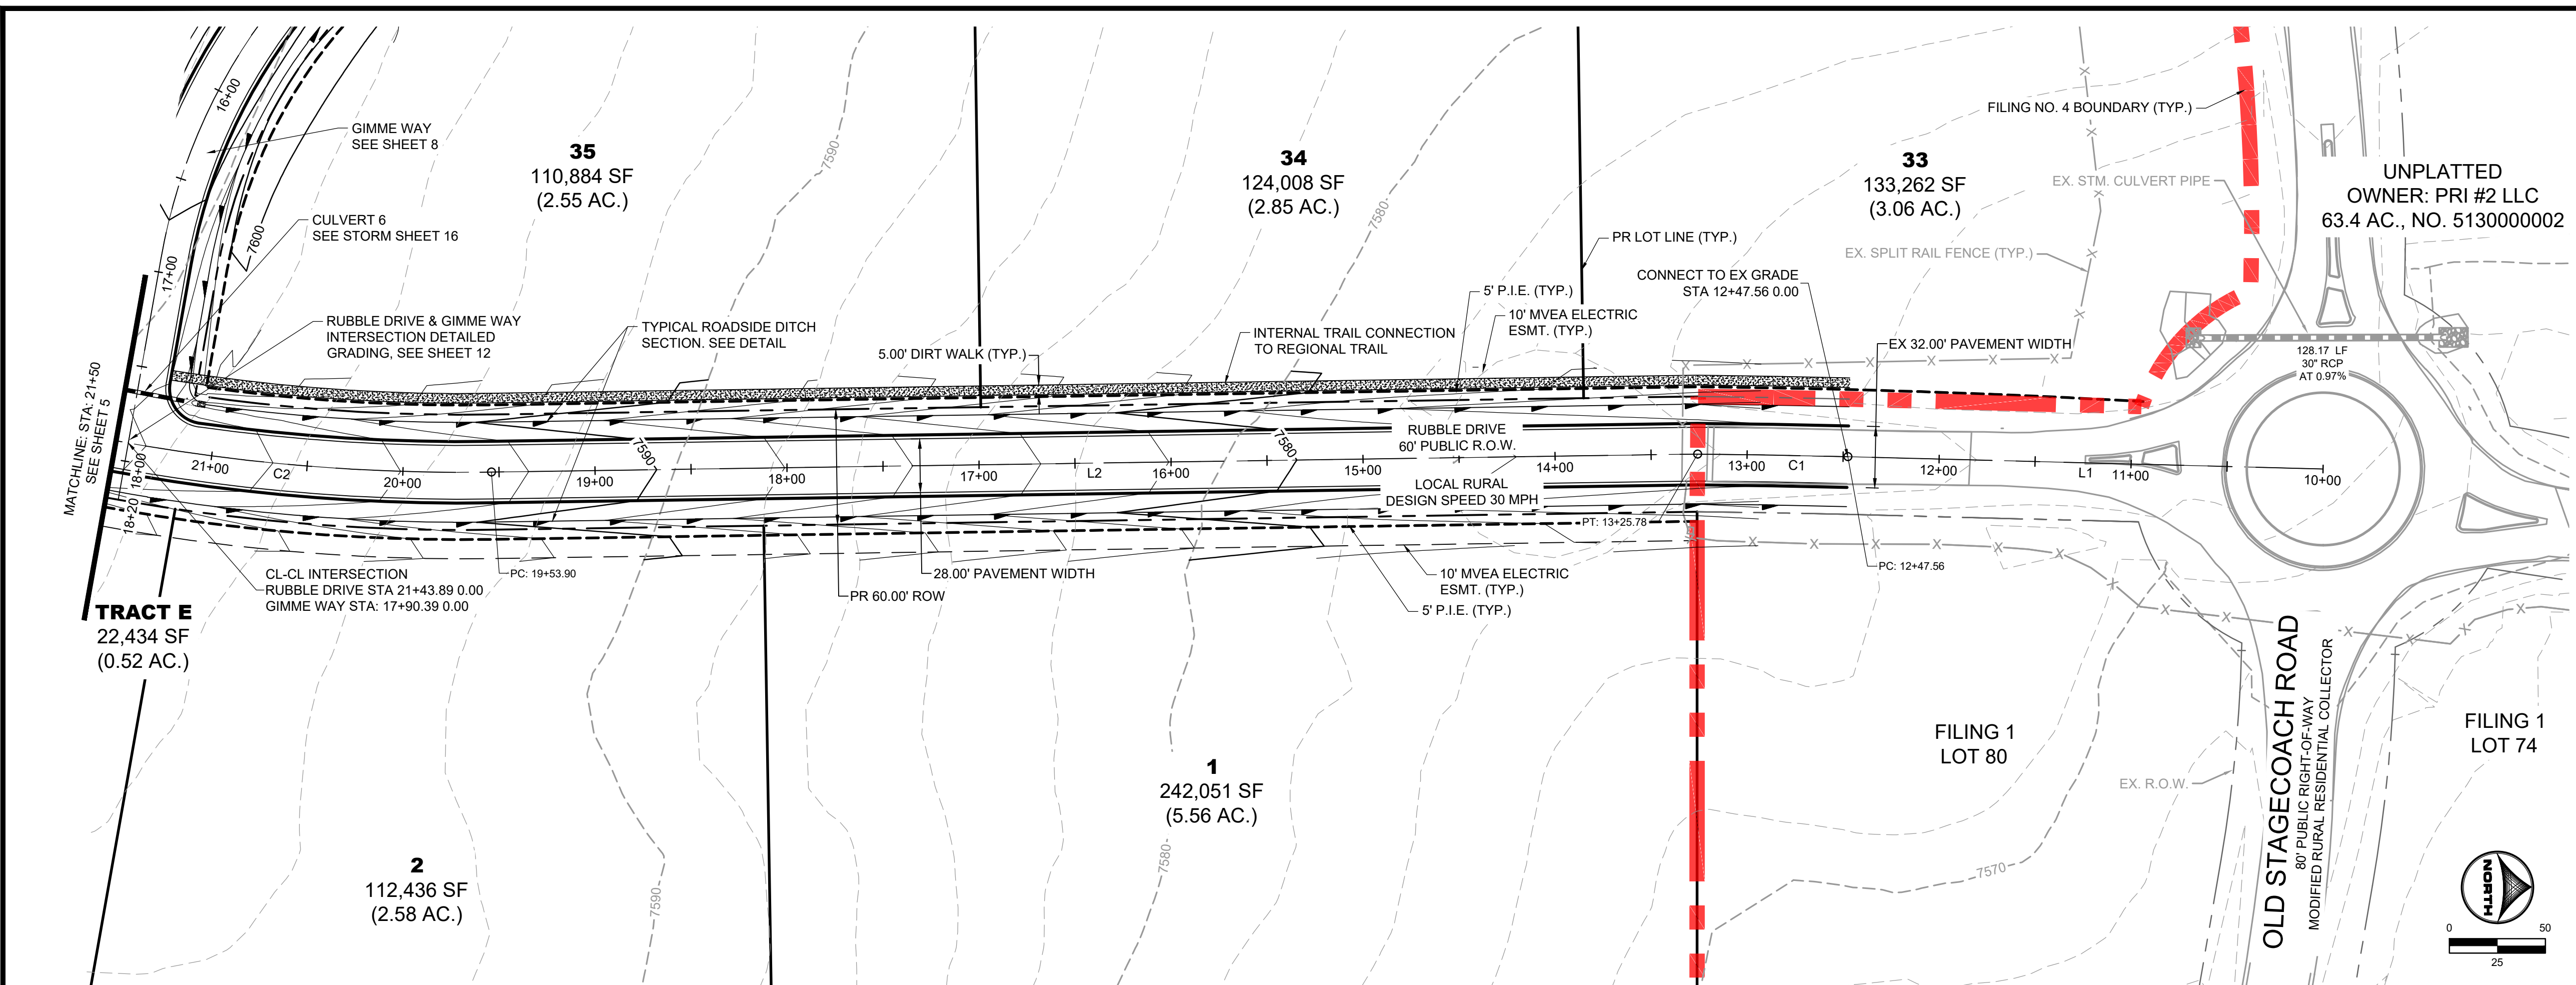 16+00
GIMME WAY
SEE SHEET 8
35
110,884 SF
(2.55 AC.)
7590
34
124,008 SF
(2.85 AC.)
7580
33
133,262 SF
(3.06 AC.)
FILING NO. 4 BOUNDARY (TYP.)
EX. STM. CULVERT PIPE
UNPLATTED
OWNER: PRI #2 LLC
63.4 AC., NO. 5130000002
CULVERT 6
SEE STORM SHEET 16
7600
17+00
PR LOT LINE (TYP.)
EX. SPLIT RAIL FENCE (TYP.)
CONNECT TO EX GRADE
STA 12+47.56 0.00
5' P.I.E. (TYP.)
10' MVEA ELECTRIC
ESMT. (TYP.)
RUBBLE DRIVE & GIMME WAY
INTERSECTION DETAILED
GRADING, SEE SHEET 12
TYPICAL ROADSIDE DITCH
SECTION. SEE DETAIL
5.00' DIRT WALK (TYP.)
INTERNAL TRAIL CONNECTION
TO REGIONAL TRAIL
EX 32.00' PAVEMENT WIDTH
128.17 LF
30" RCP
AT 0.97%
MATCHLINE: STA: 21+50
SEE SHEET 5
18+00
18+20
21+00
C2
20+00
19+00
7590
18+00
17+00
L2
16+00
7580
15+00
RUBBLE DRIVE
60' PUBLIC R.O.W.
14+00
13+00
C1
12+00
L1
11+00
10+00
LOCAL RURAL
DESIGN SPEED 30 MPH
PT: 13+25.78
PC: 12+47.56
PC: 19+53.90
28.00' PAVEMENT WIDTH
PR 60.00' ROW
10' MVEA ELECTRIC
ESMT. (TYP.)
5' P.I.E. (TYP.)
CL-CL INTERSECTION
RUBBLE DRIVE STA 21+43.89 0.00
GIMME WAY STA: 17+90.39 0.00
TRACT E
22,434 SF
(0.52 AC.)
2
112,436 SF
(2.58 AC.)
7590
1
242,051 SF
(5.56 AC.)
7580
FILING 1
LOT 80
7570
EX. R.O.W.
OLD STAGECOACH ROAD
80' PUBLIC RIGHT-OF-WAY
MODIFIED RURAL RESIDENTIAL COLLECTOR
FILING 1
LOT 74
NORTH
0 50
25